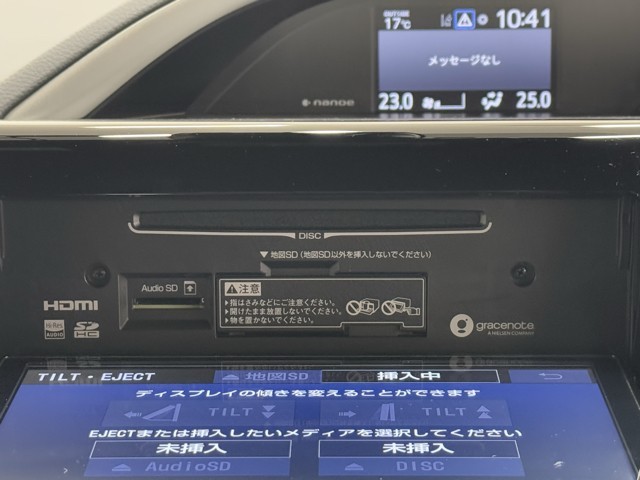 OUTSIDE
17℃
10:41
メッセージなし
nanoe
23.0
25.0
DISC
▼地図SD (地図SD以外を挿入しないでください)
Audio SD
⚠注意
▶指はさみなどにご注意ください。
▶開けたまま放置しないでください。
▶物を置かないでください。
HDMI
Hi-Res
AUDIO
SD
HC
gracenote
A NIELSEN COMPANY
TILT・EJECT
地図SD
挿入中
ディスプレイの傾きを変えることができます
TILT
TILT
EJECTまたは挿入したいメディアを選択してください
未挿入
未挿入
AudioSD
DISC